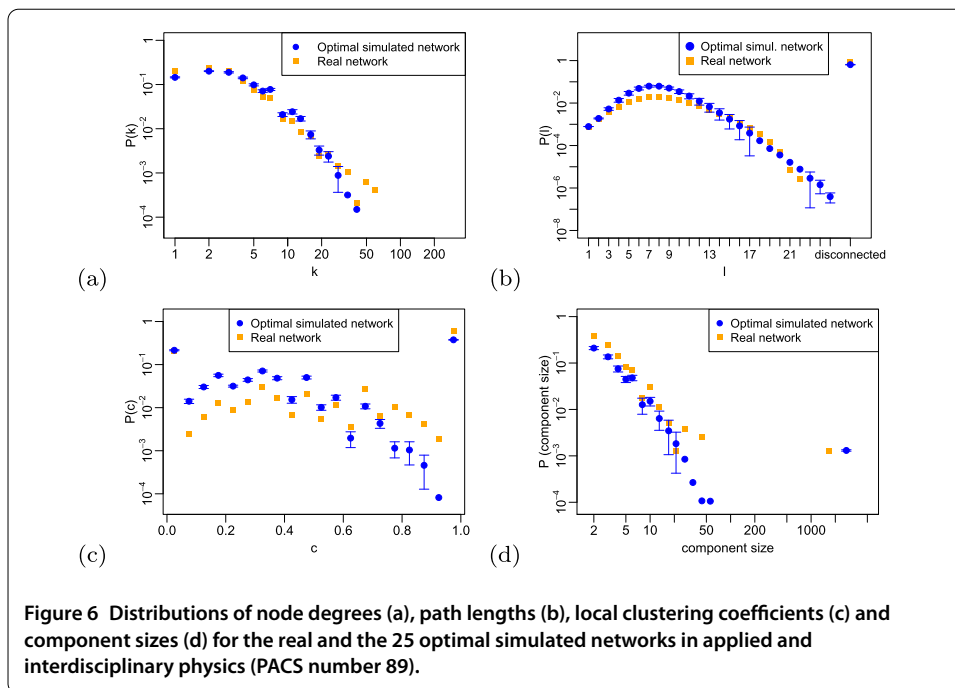 Optimal simulated network
Real network
P(k)
1
10⁻¹
10⁻²
10⁻³
10⁻⁴
1 2 5 10 20 50 100 200
k
(a)
Optimal simul. network
Real network
P(l)
1
10⁻²
10⁻⁴
10⁻⁶
10⁻⁸
1 3 5 7 9 13 17 21 disconnected
l
(b)
Optimal simulated network
Real network
P(c)
1
10⁻¹
10⁻²
10⁻³
10⁻⁴
0.0 0.2 0.4 0.6 0.8 1.0
c
(c)
Optimal simulated network
Real network
P (component size)
1
10⁻¹
10⁻²
10⁻³
10⁻⁴
2 5 10 50 200 1000
component size
(d)
Figure 6 Distributions of node degrees (a), path lengths (b), local clustering coefficients (c) and
component sizes (d) for the real and the 25 optimal simulated networks in applied and
interdisciplinary physics (PACS number 89).